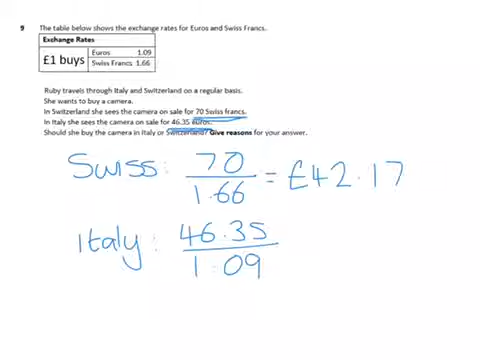 9 The table below shows the exchange rates for Euros and Swiss Francs.
Exchange Rates
£1 buys
Euros 1.09
Swiss Francs 1.66
Ruby travels through Italy and Switzerland on a regular basis.
She wants to buy a camera.
In Switzerland she sees the camera on sale for 70 Swiss francs.
In Italy she sees the camera on sale for 46.35 euros.
Should she buy the camera in Italy or Switzerland? Give reasons for your answer.
Swiss: 70 / 1.66 = £42.17
Italy: 46.35 / 1.09